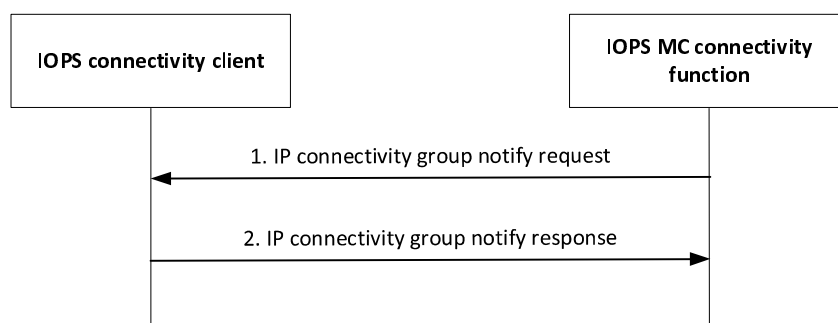 IOPS connectivity client
IOPS MC connectivity
function
1. IP connectivity group notify request
2. IP connectivity group notify response